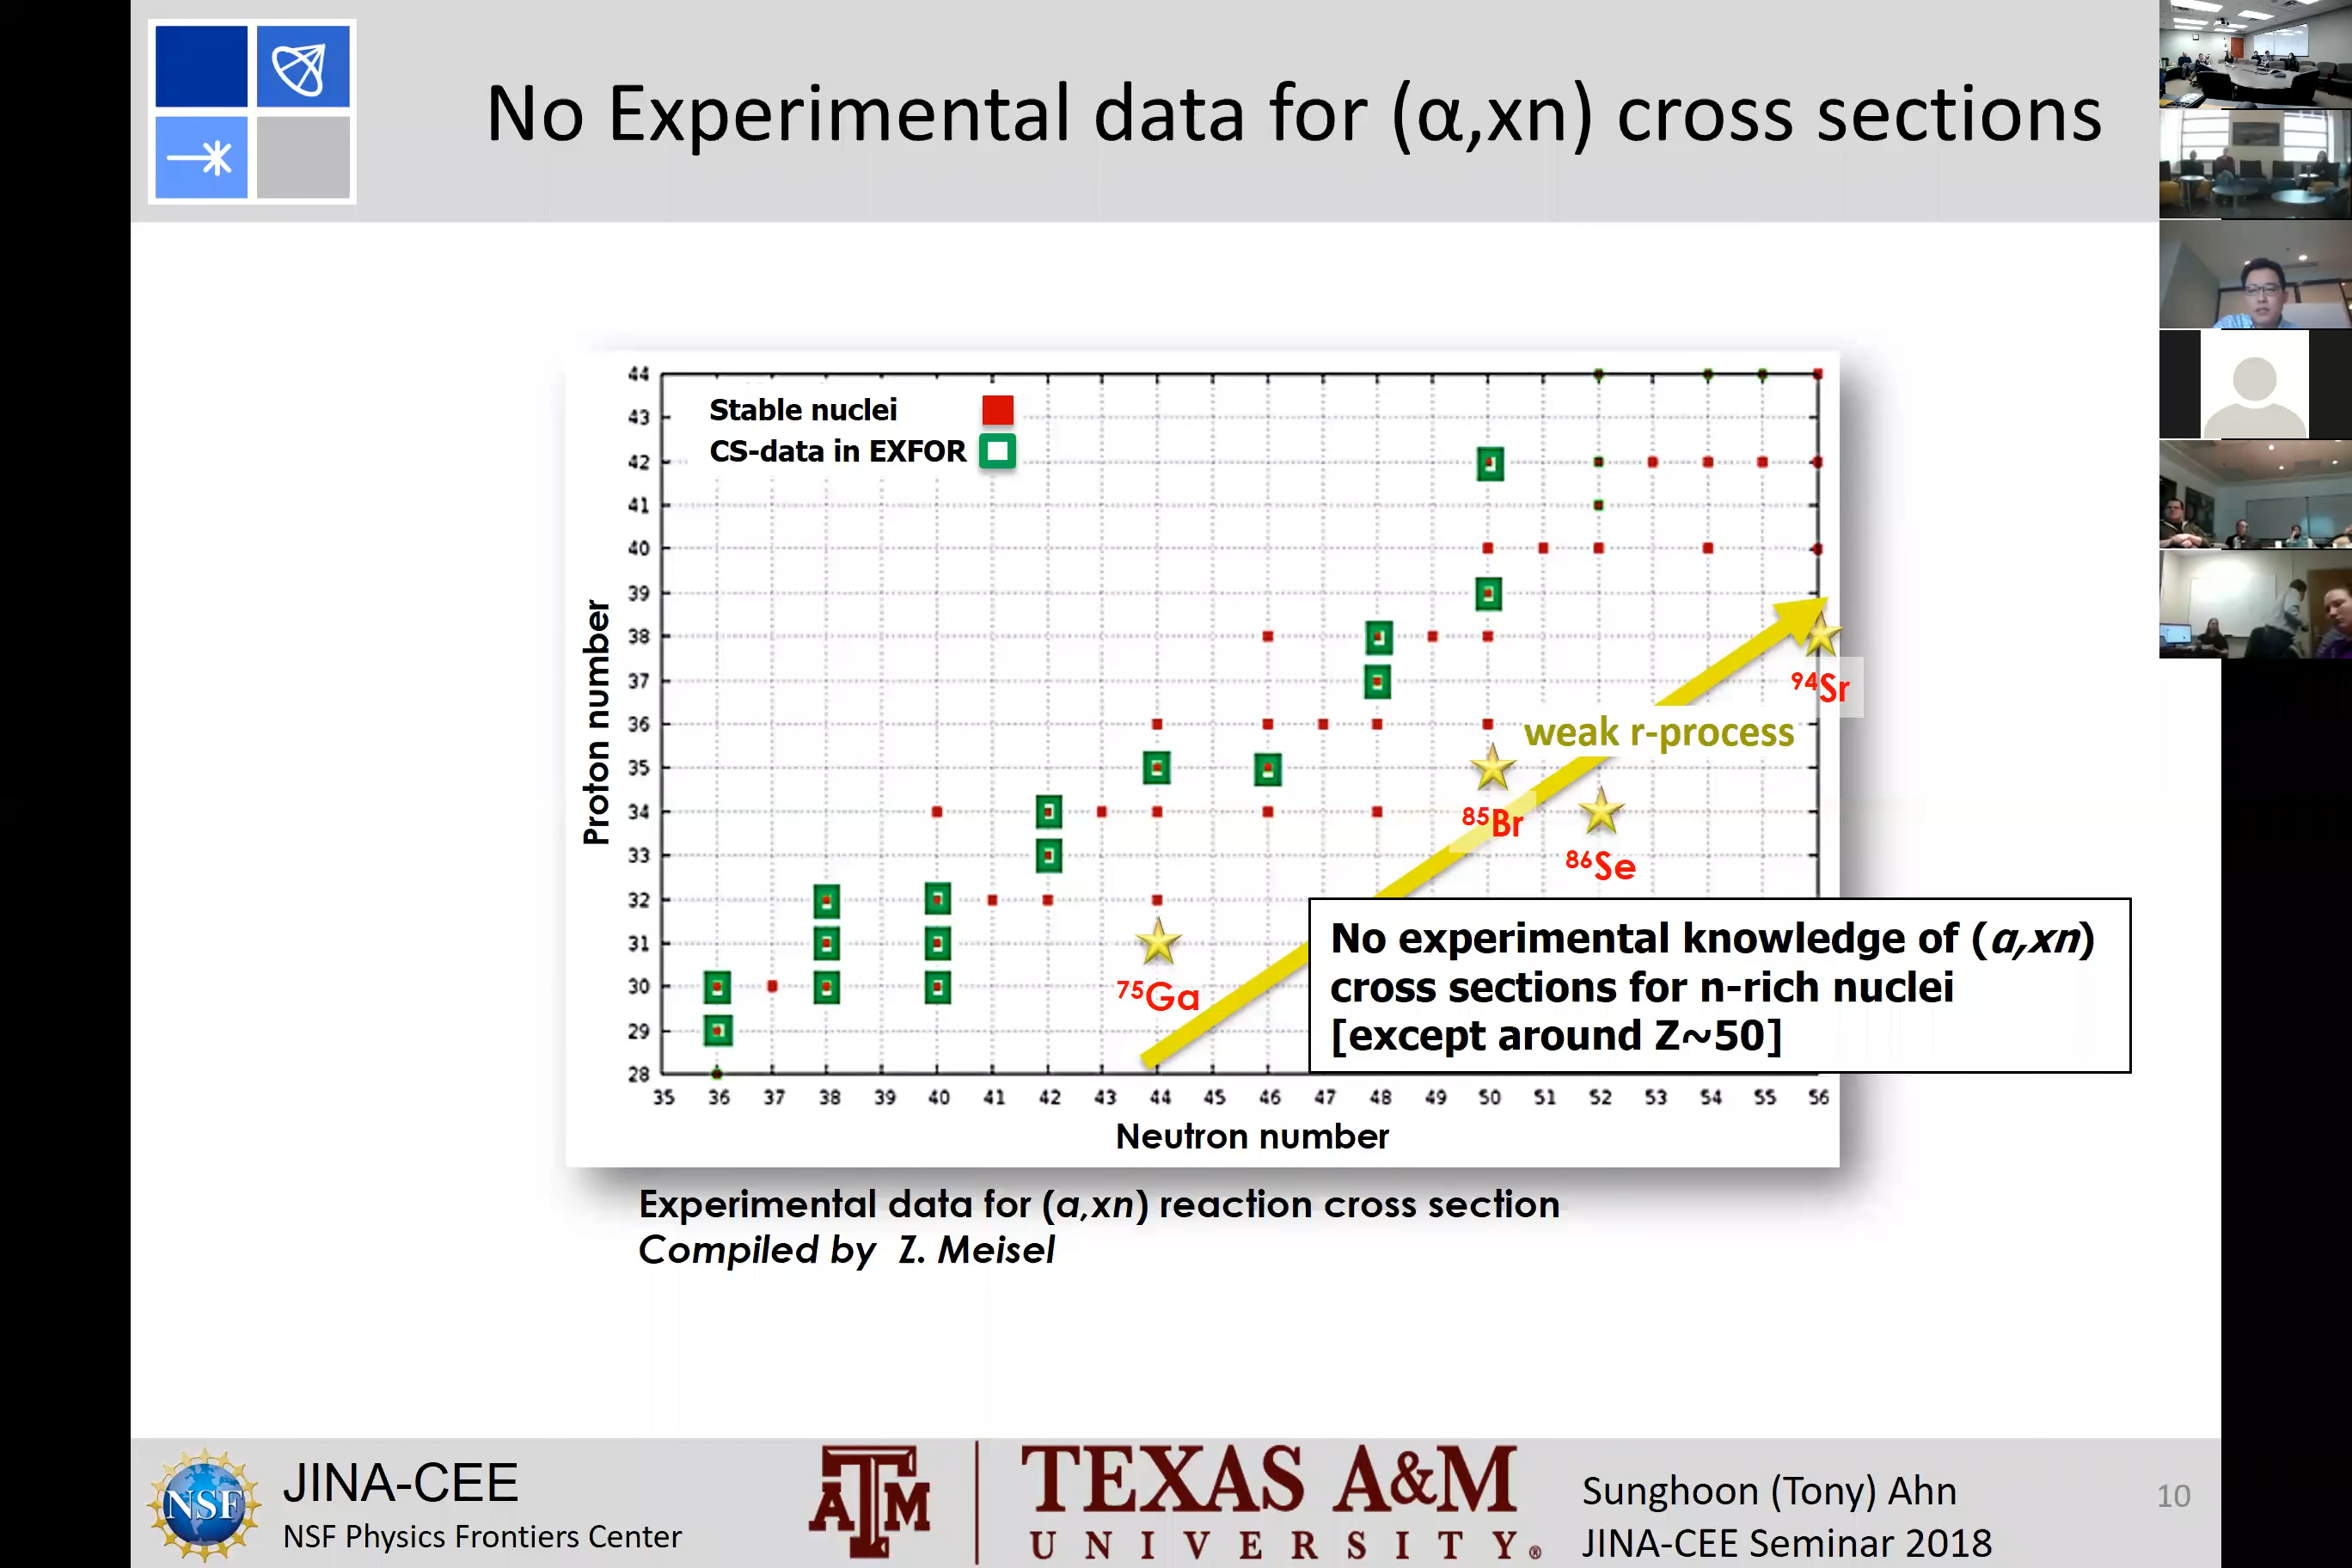 No Experimental data for (α,xn) cross sections
Stable nuclei
CS-data in EXFOR
44
43
42
41
40
39
38
37
36
35
34
33
32
31
30
29
28
Proton number
35 36 37 38 39 40 41 42 43 44 45 46 47 48 49 50 51 52 53 54 55 56
Neutron number
94Sr
weak r-process
85Br
86Se
75Ga
No experimental knowledge of (α,xn)
cross sections for n-rich nuclei
[except around Z~50]
Experimental data for (α,xn) reaction cross section
Compiled by Z. Meisel
NSF
JINA-CEE
NSF Physics Frontiers Center
ATM
TEXAS A&M
UNIVERSITY®
Sunghoon (Tony) Ahn
JINA-CEE Seminar 2018
10